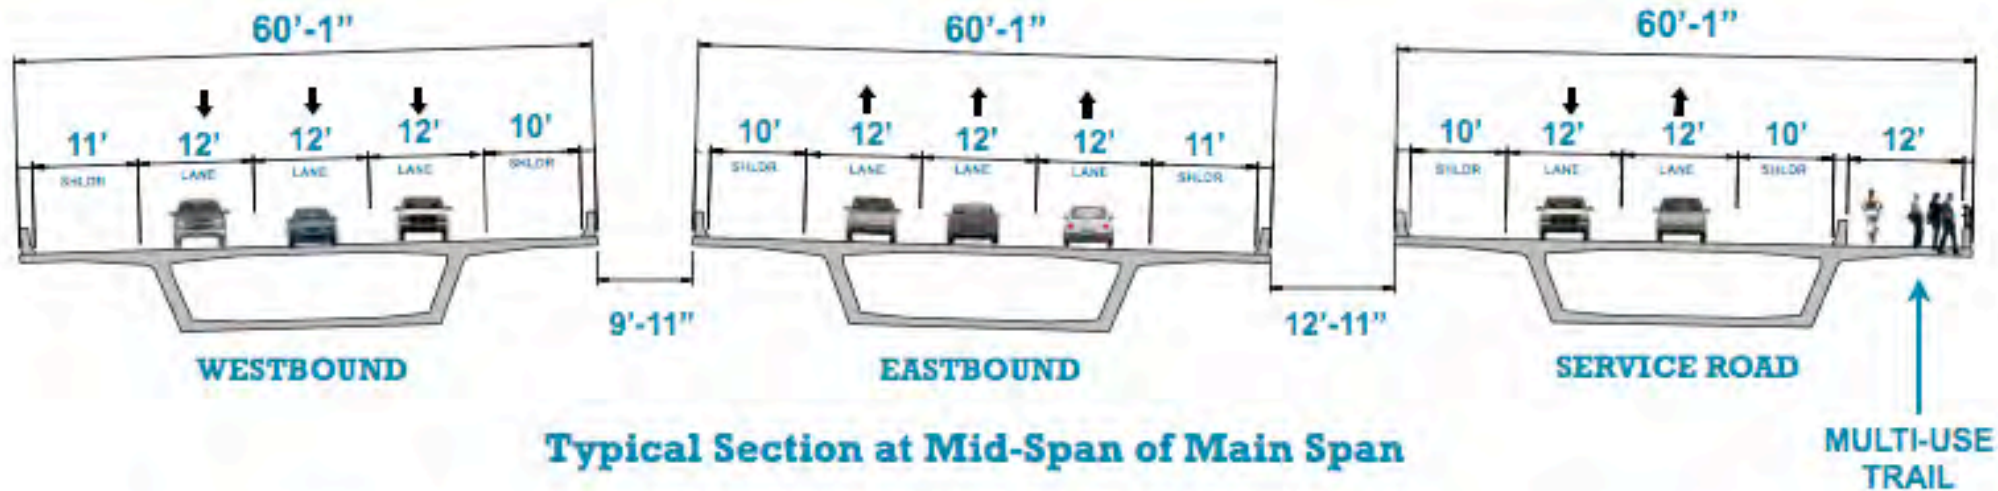 60'-1"
60'-1"
60'-1"
11' 12' 12' 12' 10'
SHLDR LANE LANE LANE SHLDR
10' 12' 12' 12' 11'
SHLDR LANE LANE LANE SHLDR
10' 12' 12' 10' 12'
SHLDR LANE LANE SHLDR
9'-11"
12'-11"
WESTBOUND
EASTBOUND
SERVICE ROAD
Typical Section at Mid-Span of Main Span
MULTI-USE
TRAIL